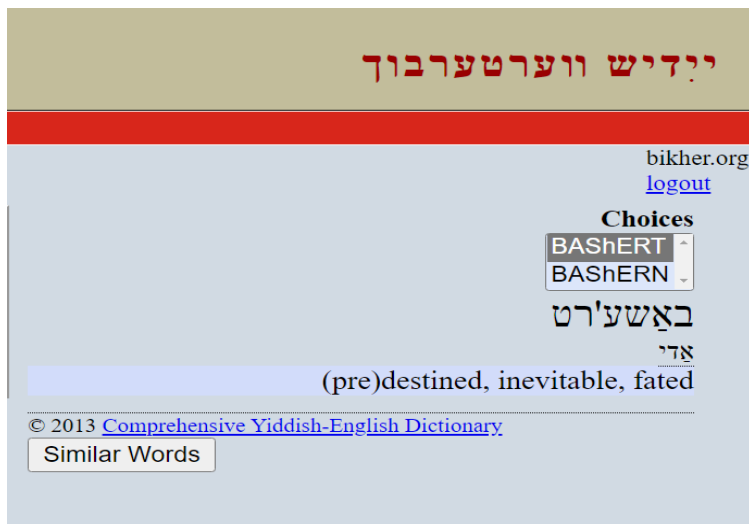 ייִדיש ווערטערבוך
bikher.org
logout
Choices
BAShERT
BAShERN
באַשע'רט
אַדי
(pre)destined, inevitable, fated
© 2013 Comprehensive Yiddish-English Dictionary
Similar Words